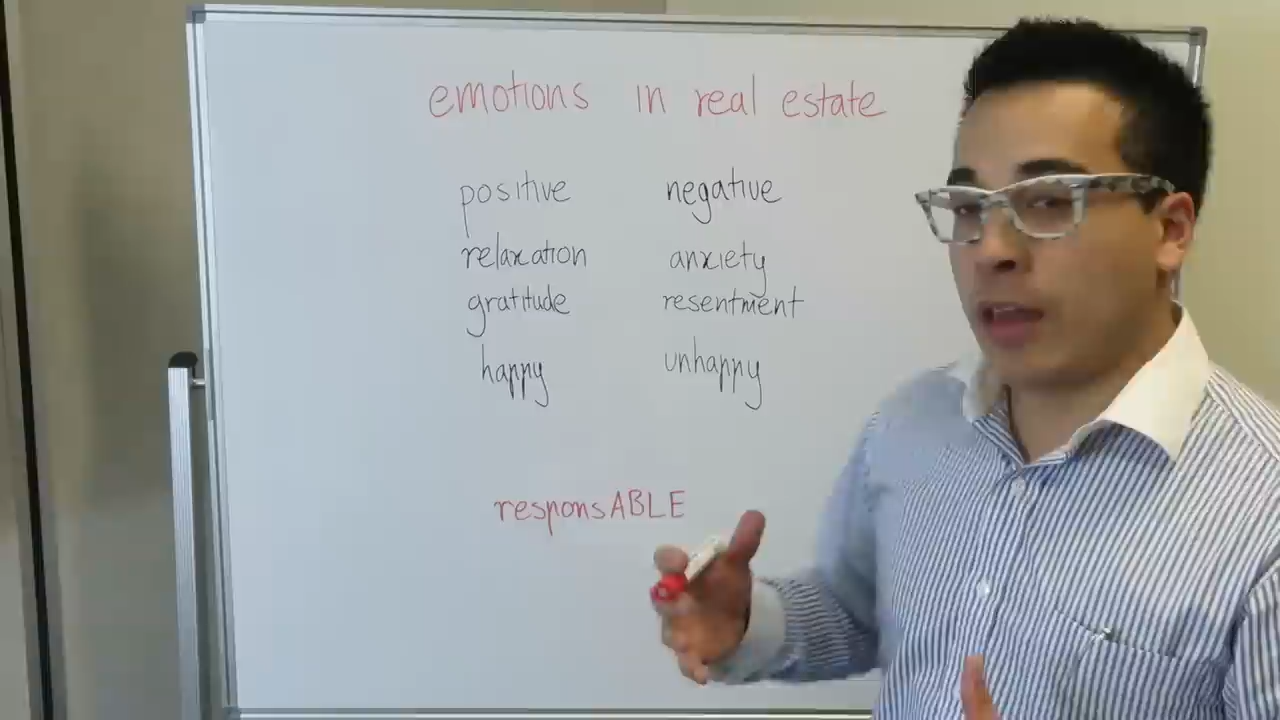 emotions in real estate
positive negative
relaxation anxiety
gratitude resentment
happy unhappy
responsABLE